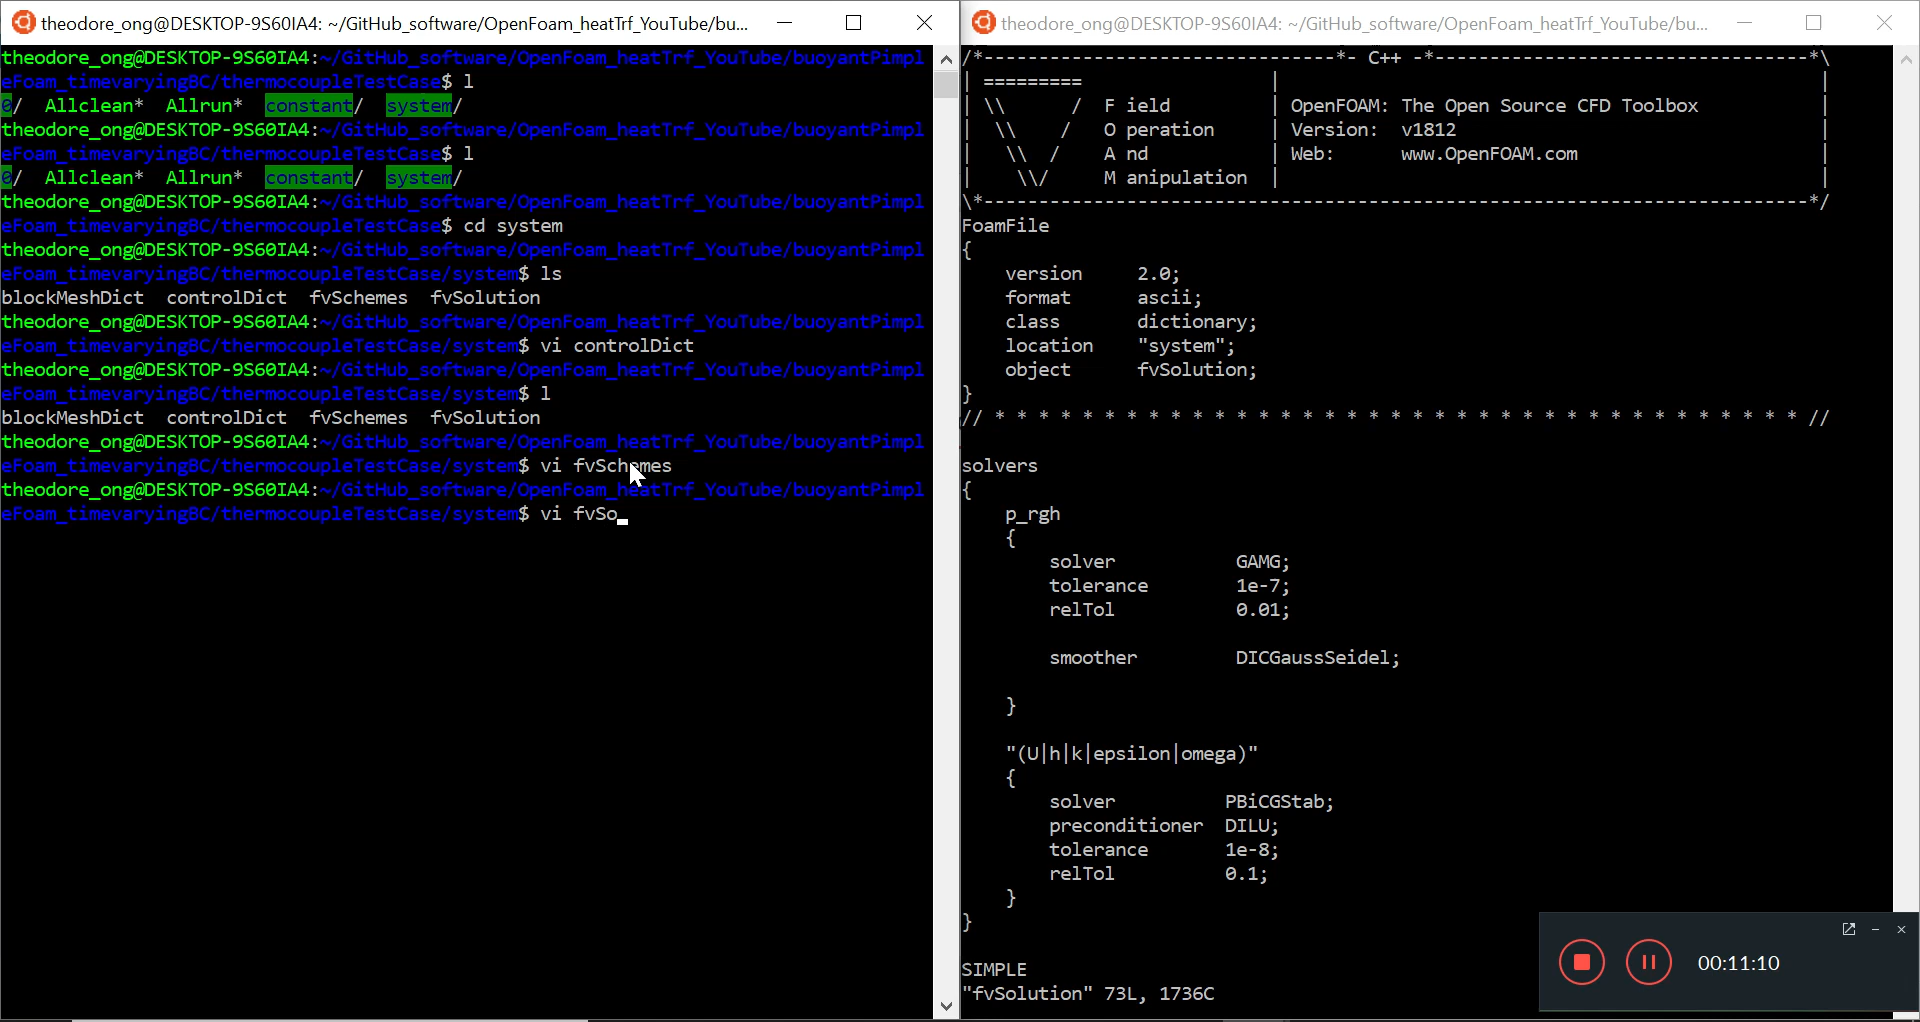 theodore_ong@DESKTOP-9S60IA4: ~/GitHub_software/OpenFoam_heatTrf_YouTube/bu...
theodore_ong@DESKTOP-9S60IA4:~/GitHub_software/OpenFoam_heatTrf_YouTube/buoyantPimpl
eFoam_timevaryingBC/thermocoupleTestCase$ l
0/  Allclean*  Allrun*  constant/  system/
theodore_ong@DESKTOP-9S60IA4:~/GitHub_software/OpenFoam_heatTrf_YouTube/buoyantPimpl
eFoam_timevaryingBC/thermocoupleTestCase$ l
0/  Allclean*  Allrun*  constant/  system/
theodore_ong@DESKTOP-9S60IA4:~/GitHub_software/OpenFoam_heatTrf_YouTube/buoyantPimpl
eFoam_timevaryingBC/thermocoupleTestCase$ cd system
theodore_ong@DESKTOP-9S60IA4:~/GitHub_software/OpenFoam_heatTrf_YouTube/buoyantPimpl
eFoam_timevaryingBC/thermocoupleTestCase/system$ ls
blockMeshDict  controlDict  fvSchemes  fvSolution
theodore_ong@DESKTOP-9S60IA4:~/GitHub_software/OpenFoam_heatTrf_YouTube/buoyantPimpl
eFoam_timevaryingBC/thermocoupleTestCase/system$ vi controlDict
theodore_ong@DESKTOP-9S60IA4:~/GitHub_software/OpenFoam_heatTrf_YouTube/buoyantPimpl
eFoam_timevaryingBC/thermocoupleTestCase/system$ l
blockMeshDict  controlDict  fvSchemes  fvSolution
theodore_ong@DESKTOP-9S60IA4:~/GitHub_software/OpenFoam_heatTrf_YouTube/buoyantPimpl
eFoam_timevaryingBC/thermocoupleTestCase/system$ vi fvSchemes
theodore_ong@DESKTOP-9S60IA4:~/GitHub_software/OpenFoam_heatTrf_YouTube/buoyantPimpl
eFoam_timevaryingBC/thermocoupleTestCase/system$ vi fvSo_
theodore_ong@DESKTOP-9S60IA4: ~/GitHub_software/OpenFoam_heatTrf_YouTube/bu...
/*--------------------------------*- C++ -*----------------------------------*\
| =========                 |                                                 |
| \\      /  F ield         | OpenFOAM: The Open Source CFD Toolbox           |
|  \\    /   O peration     | Version:  v1812                                 |
|   \\  /    A nd           | Web:      www.OpenFOAM.com                      |
|    \\/     M anipulation  |                                                 |
\*---------------------------------------------------------------------------*/
FoamFile
{
    version     2.0;
    format      ascii;
    class       dictionary;
    location    "system";
    object      fvSolution;
}
// * * * * * * * * * * * * * * * * * * * * * * * * * * * * * * * * * * * * * //
solvers
{
    p_rgh
    {
        solver           GAMG;
        tolerance        1e-7;
        relTol           0.01;
        smoother         DICGaussSeidel;
    }
    "(U|h|k|epsilon|omega)"
    {
        solver          PBiCGStab;
        preconditioner  DILU;
        tolerance       1e-8;
        relTol          0.1;
    }
}
SIMPLE
"fvSolution" 73L, 1736C
00:11:10